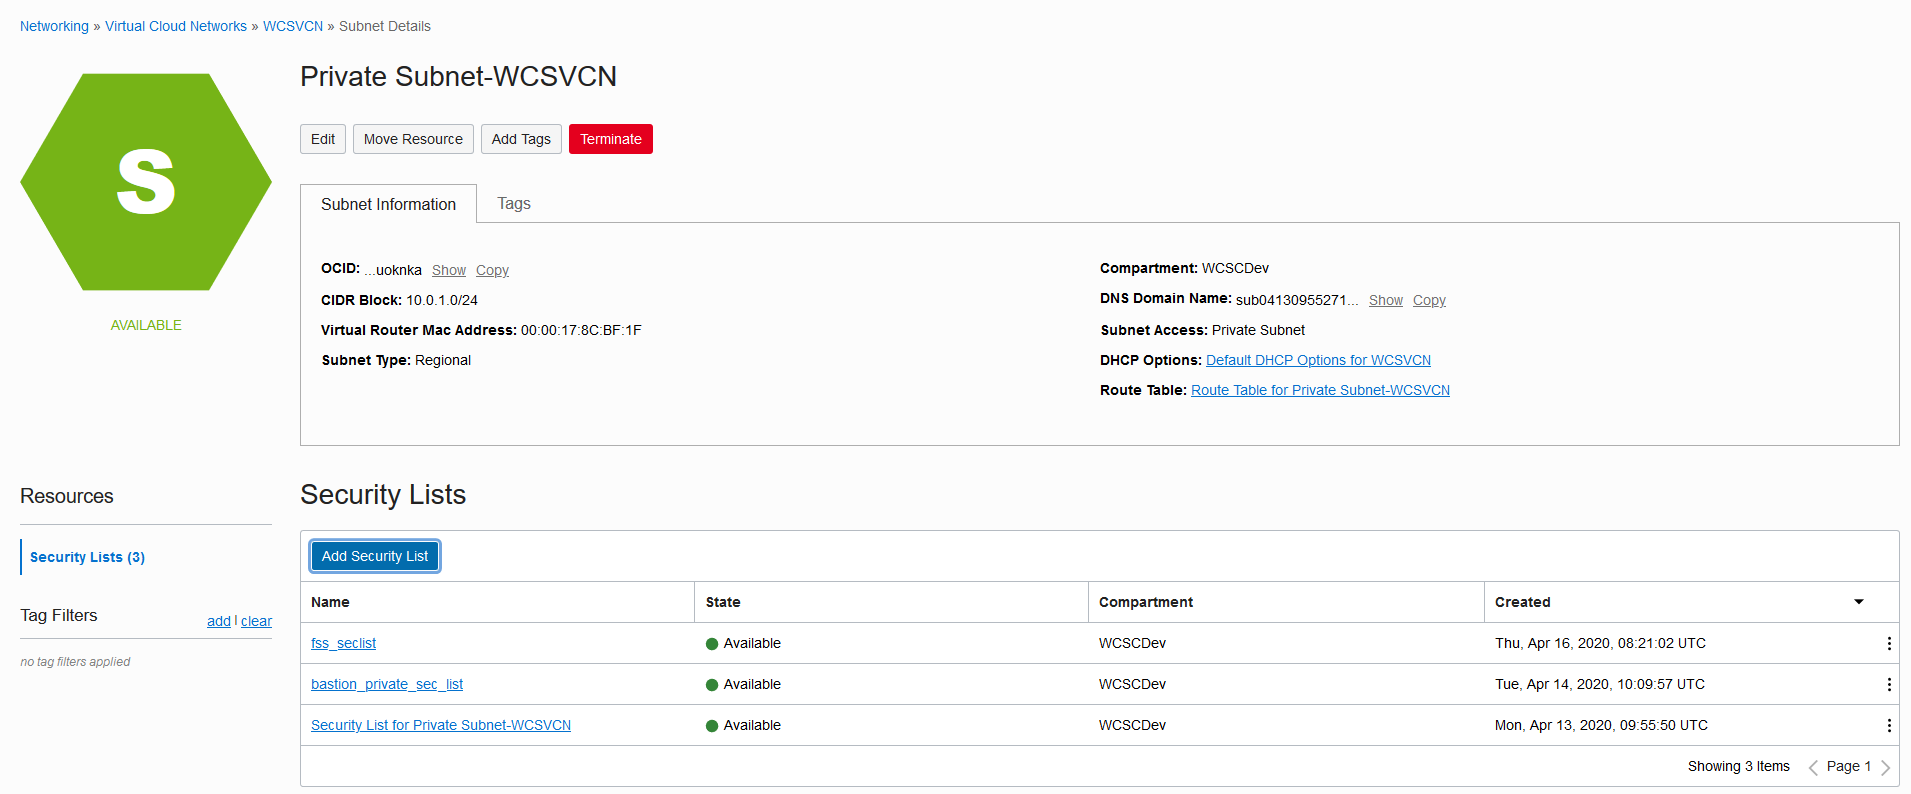 Networking » Virtual Cloud Networks » WCSVCN » Subnet Details
S
AVAILABLE
Private Subnet-WCSVCN
Edit Move Resource Add Tags Terminate
Subnet Information Tags
OCID: ...uoknka Show Copy
CIDR Block: 10.0.1.0/24
Virtual Router Mac Address: 00:00:17:8C:BF:1F
Subnet Type: Regional
Compartment: WCSCDev
DNS Domain Name: sub04130955271... Show Copy
Subnet Access: Private Subnet
DHCP Options: Default DHCP Options for WCSVCN
Route Table: Route Table for Private Subnet-WCSVCN
Resources
Security Lists (3)
Tag Filters add | clear
no tag filters applied
Security Lists
Add Security List
Name State Compartment Created
fss_seclist Available WCSCDev Thu, Apr 16, 2020, 08:21:02 UTC
bastion_private_sec_list Available WCSCDev Tue, Apr 14, 2020, 10:09:57 UTC
Security List for Private Subnet-WCSVCN Available WCSCDev Mon, Apr 13, 2020, 09:55:50 UTC
Showing 3 Items Page 1